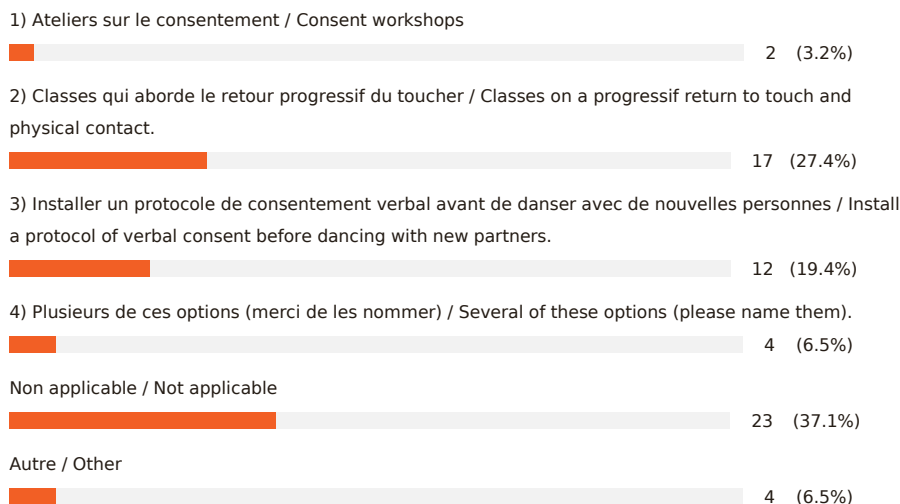 1) Ateliers sur le consentement / Consent workshops
2 (3.2%)
2) Classes qui aborde le retour progressif du toucher / Classes on a progressif return to touch and
physical contact.
17 (27.4%)
3) Installer un protocole de consentement verbal avant de danser avec de nouvelles personnes / Install
a protocol of verbal consent before dancing with new partners.
12 (19.4%)
4) Plusieurs de ces options (merci de les nommer) / Several of these options (please name them).
4 (6.5%)
Non applicable / Not applicable
23 (37.1%)
Autre / Other
4 (6.5%)